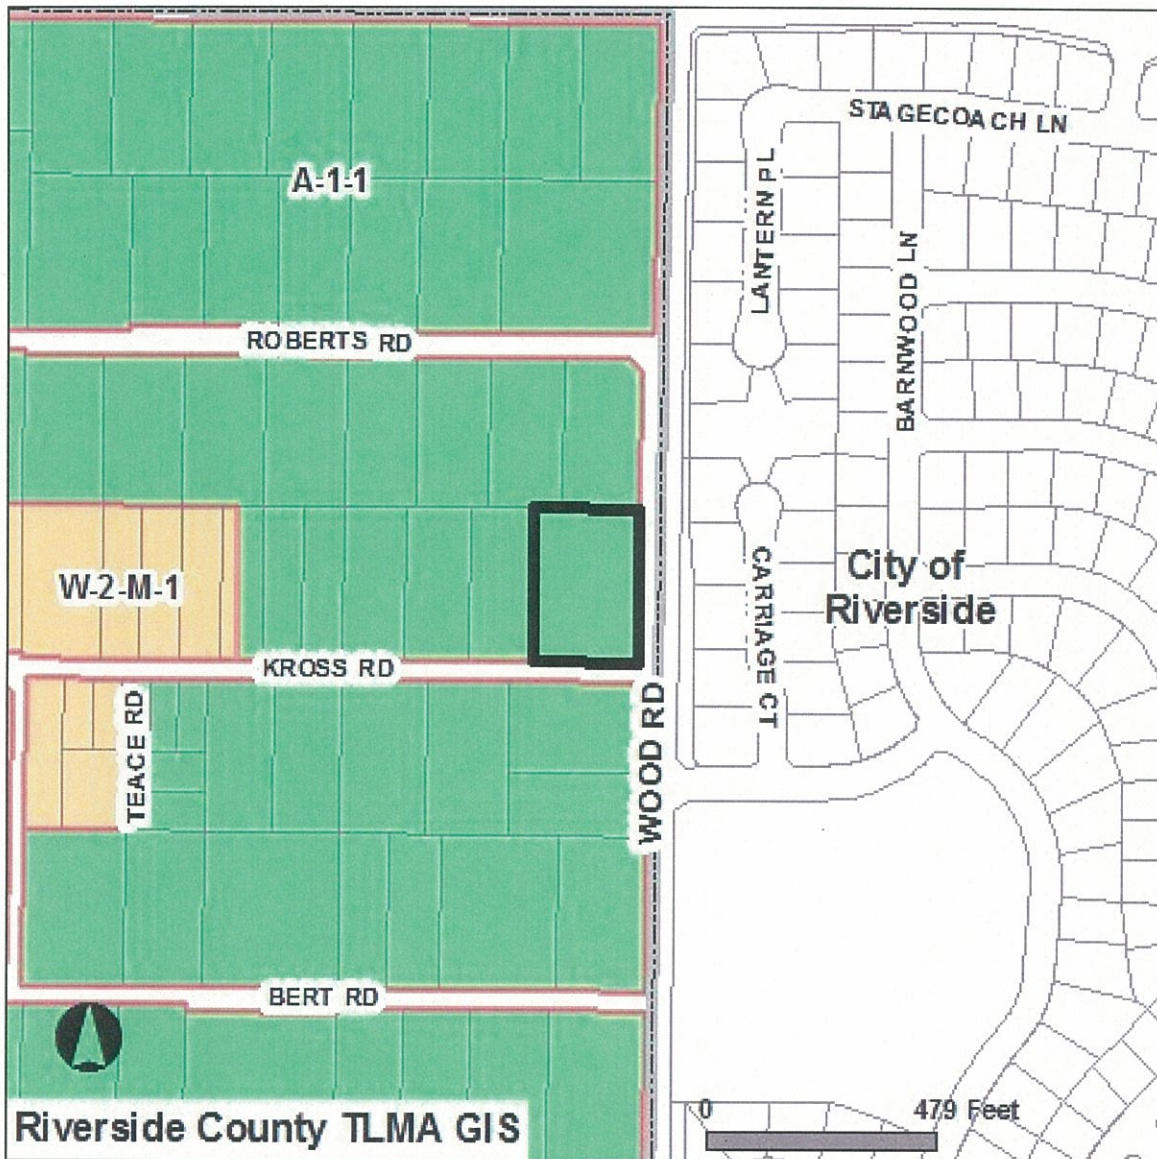 STAGECOACH LN
A-1-1
LANTERN PL
BARNWOOD LN
ROBERTS RD
W-2-M-1
CARRIAGE CT
City of
Riverside
KROSS RD
TEACE RD
WOOD RD
BERT RD
0 479 Feet
Riverside County TLMA GIS